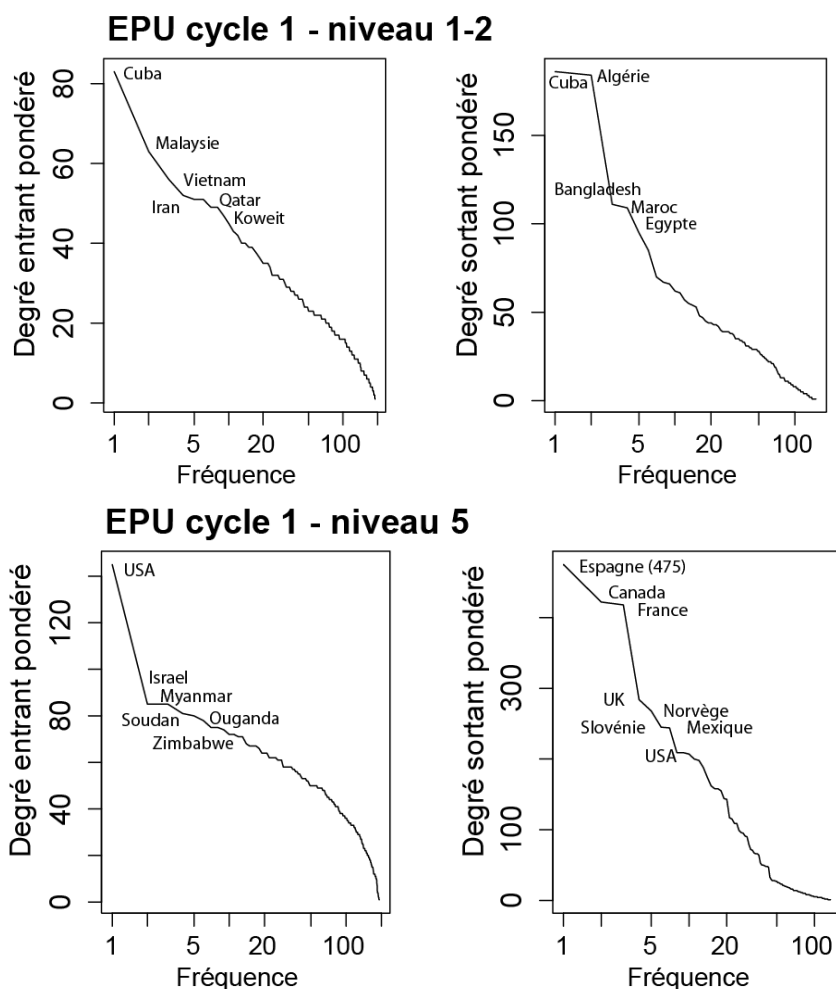 EPU cycle 1 - niveau 1-2
Degré entrant pondéré
80
60
40
20
0
Cuba
Malaysie
Vietnam
Iran
Qatar
Koweit
1 5 20 100
Fréquence
Degré sortant pondéré
150
100
50
0
Cuba
Algérie
Bangladesh
Maroc
Egypte
1 5 20 100
Fréquence
EPU cycle 1 - niveau 5
Degré entrant pondéré
120
80
40
0
USA
Israel
Myanmar
Soudan
Ouganda
Zimbabwe
1 5 20 100
Fréquence
Degré sortant pondéré
300
100
0
Espagne (475)
Canada
France
UK
Norvège
Slovénie
Mexique
USA
1 5 20 100
Fréquence